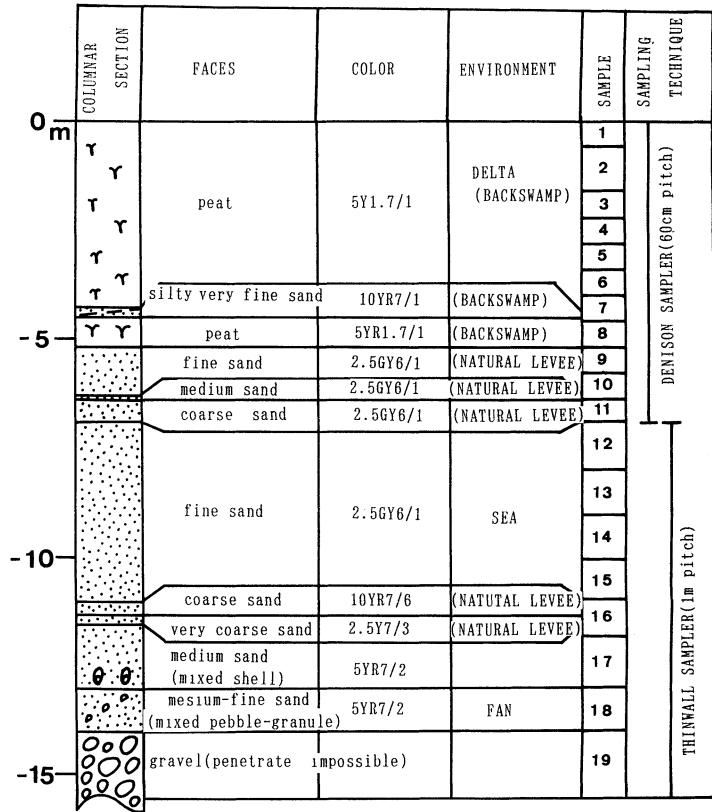 COLUMNAR SECTION
FACES
COLOR
ENVIRONMENT
SAMPLE
SAMPLING TECHNIQUE
0
m
-5
-10
-15
peat
5Y1.7/1
DELTA
(BACKSWAMP)
silty very fine sand
10YR7/1
(BACKSWAMP)
peat
5YR1.7/1
(BACKSWAMP)
fine sand
2.5GY6/1
(NATURAL LEVEE)
medium sand
2.5GY6/1
(NATURAL LEVEE)
coarse sand
2.5GY6/1
(NATURAL LEVEE)
fine sand
2.5GY6/1
SEA
coarse sand
10YR7/6
(NATUTAL LEVEE)
very coarse sand
2.5Y7/3
(NATURAL LEVEE)
medium sand
(mixed shell)
5YR7/2
mesium-fine sand
(mixed pebble-granule)
5YR7/2
FAN
gravel(penetrate impossible)
1
2
3
4
5
6
7
8
9
10
11
12
13
14
15
16
17
18
19
DENISON SAMPLER(60cm pitch)
THINWALL SAMPLER(1m pitch)